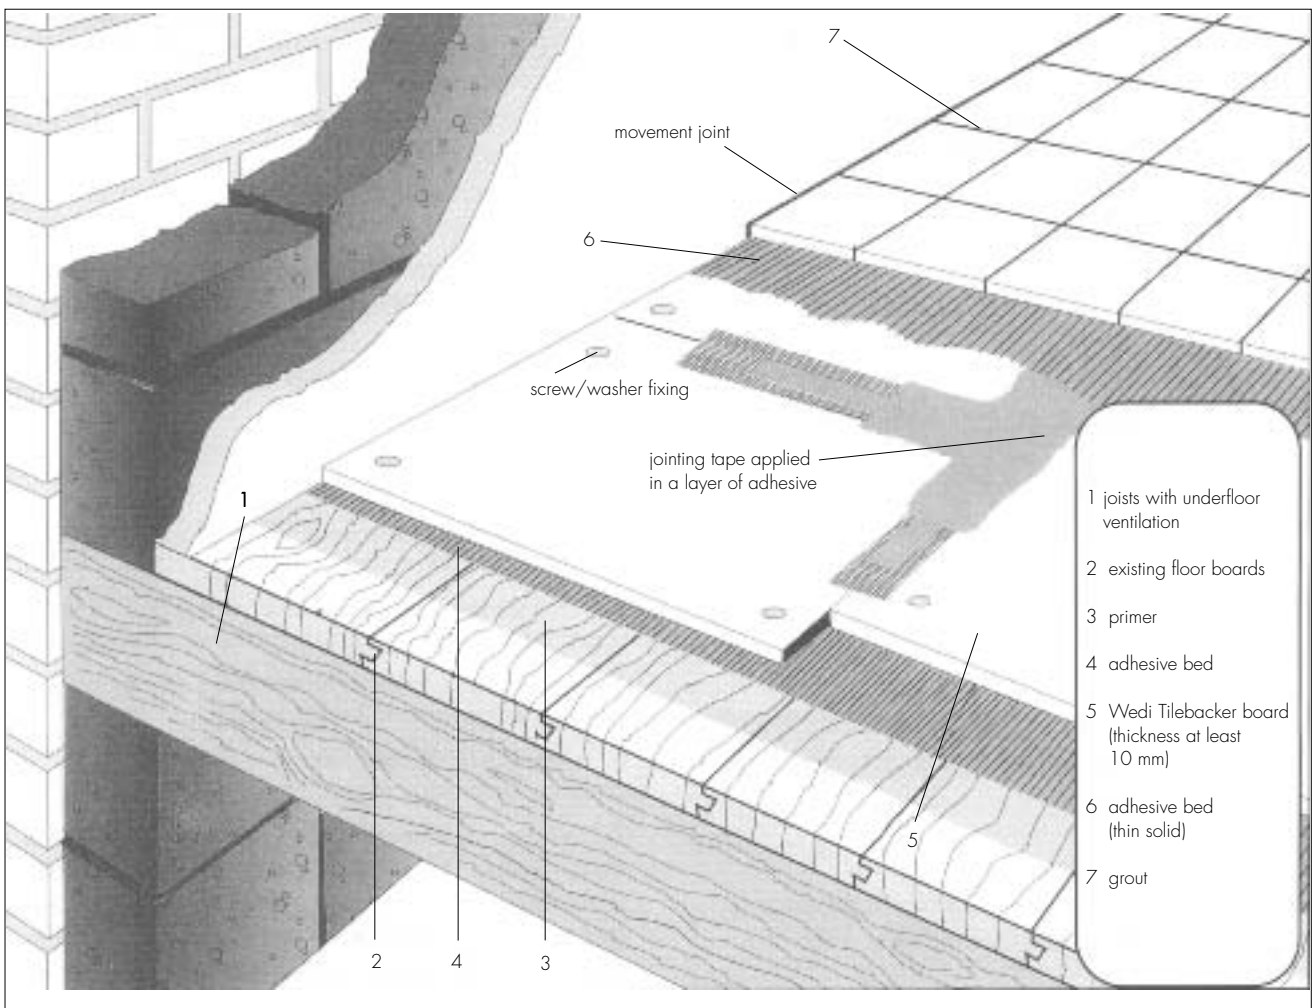 7
movement joint
6
screw/washer fixing
jointing tape applied
in a layer of adhesive
1
5
2
4
3
1 joists with underfloor
ventilation
2 existing floor boards
3 primer
4 adhesive bed
5 Wedi Tilebacker board
(thickness at least
10 mm)
6 adhesive bed
(thin solid)
7 grout